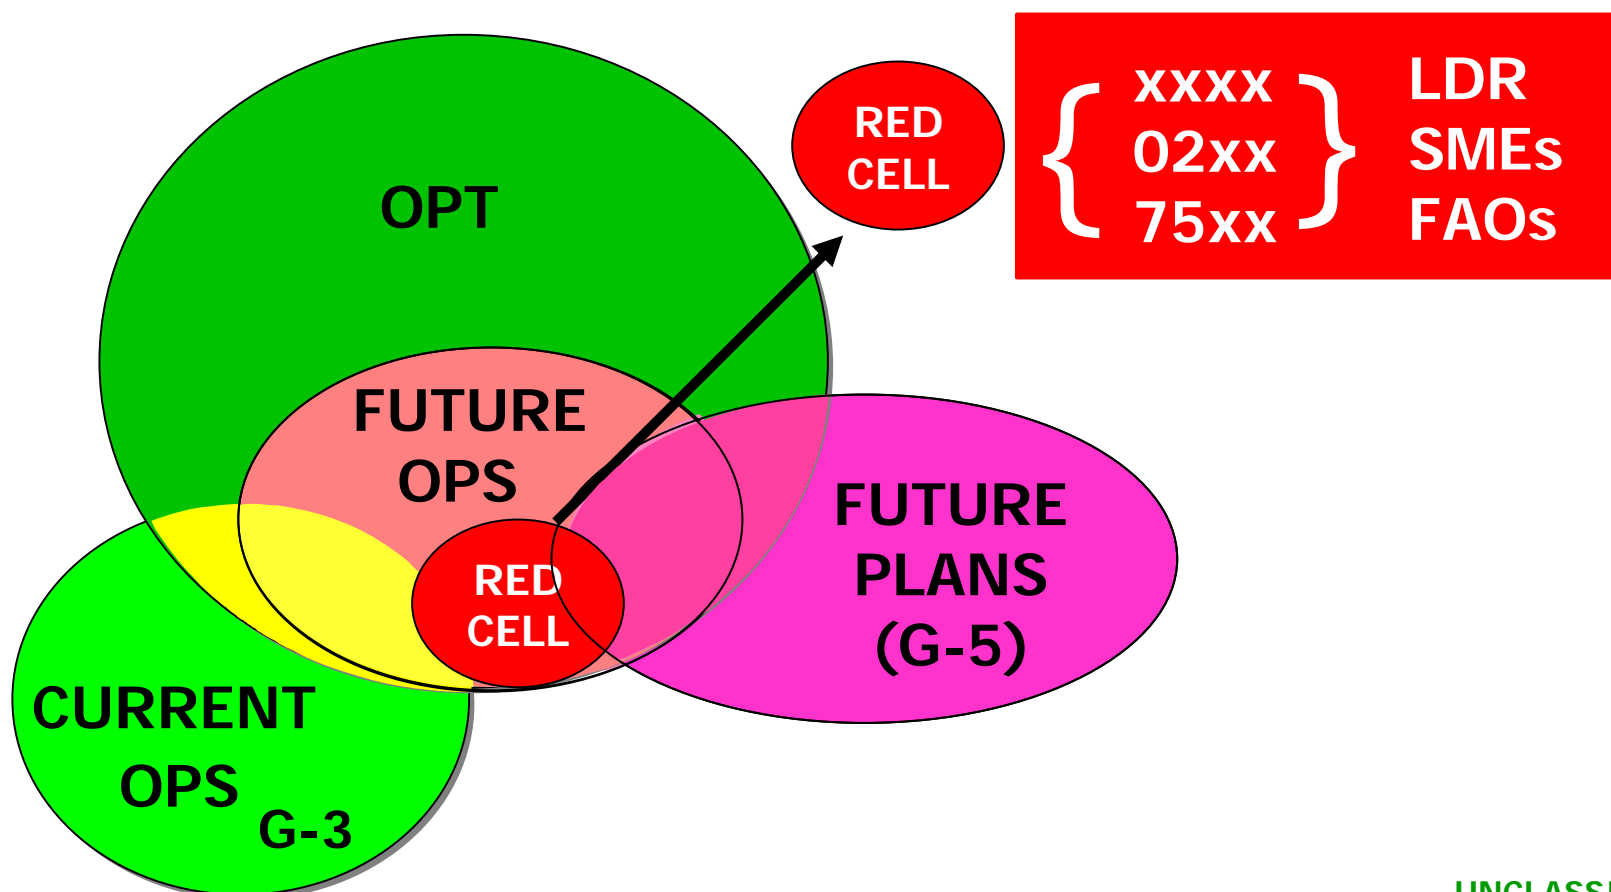 OPT
FUTURE
OPS
RED
CELL
CURRENT
OPS
G-3
FUTURE
PLANS
(G-5)
RED
CELL
{ xxxx } LDR
02xx SMEs
75xx FAOs